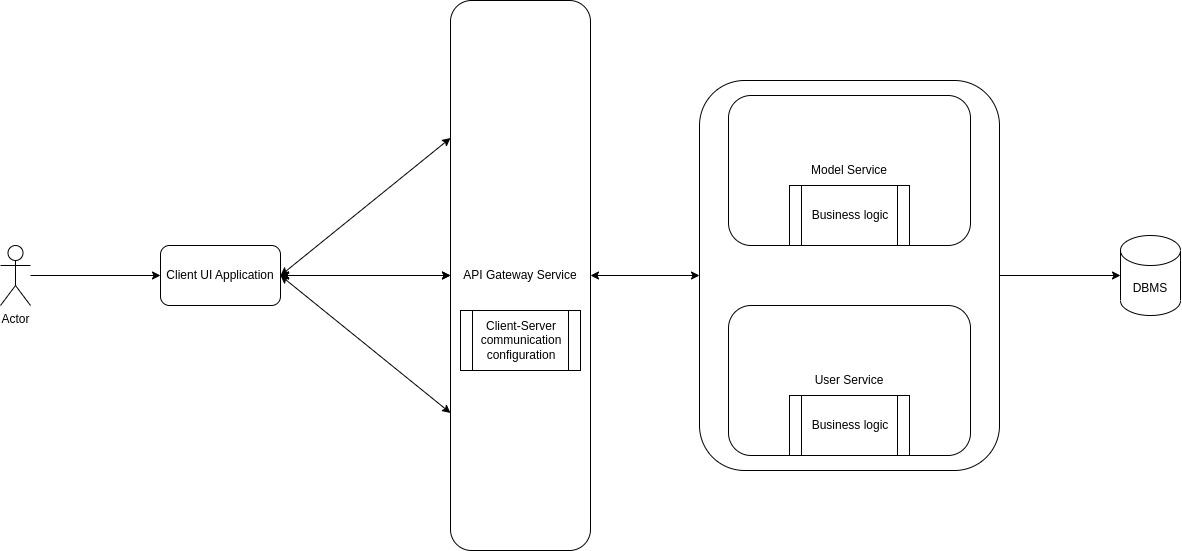 Actor
Client UI Application
API Gateway Service
Client-Server
communication
configuration
Model Service
Business logic
User Service
Business logic
DBMS